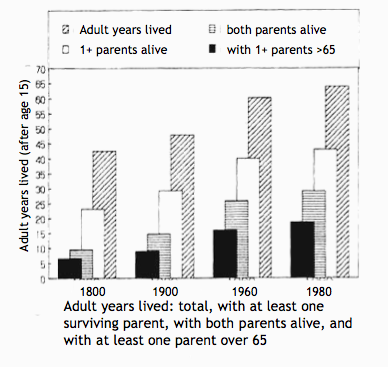 Adult years lived
both parents alive
1+ parents alive
with 1+ parents >65
Adult years lived (after age 15)
70
65
60
55
50
45
40
35
30
25
20
15
10
5
0
1800
1900
1960
1980
Adult years lived: total, with at least one
surviving parent, with both parents alive, and
with at least one parent over 65